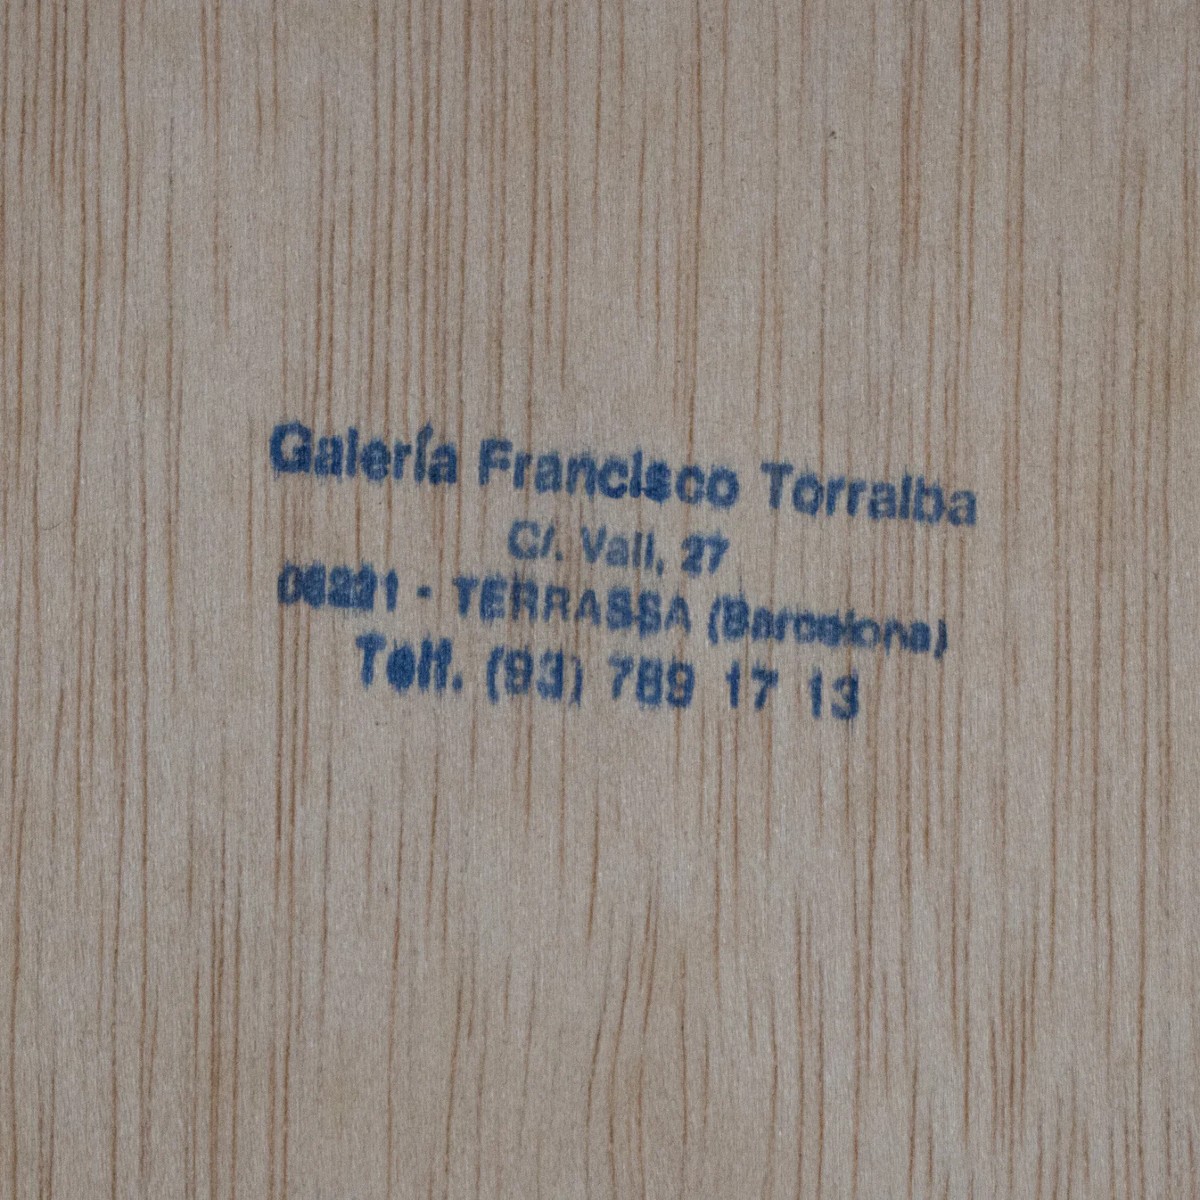 Galería Francisco Torralba
C/. Vall, 27
08221 - TERRASSA (Barcelona)
Telf. (93) 789 17 13